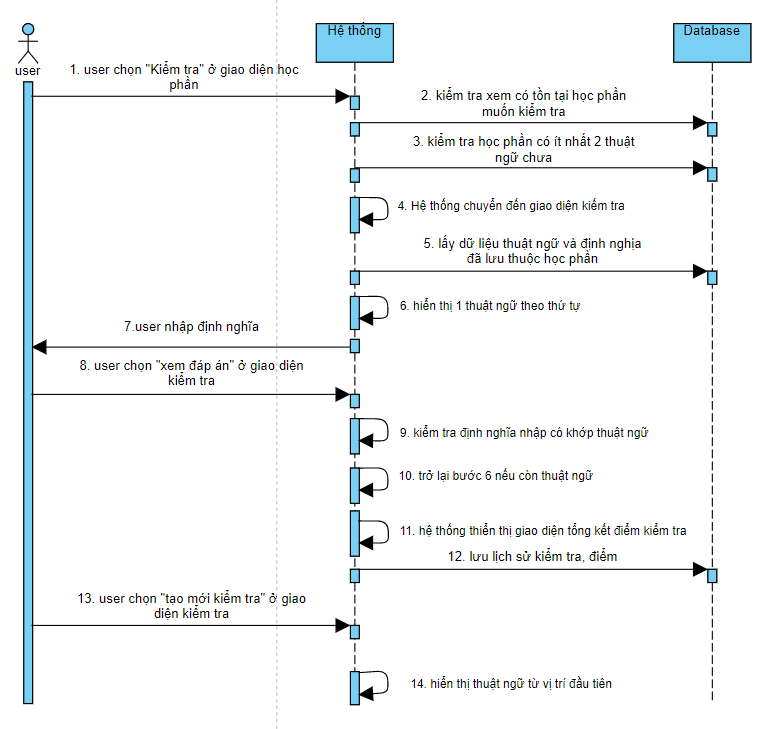 Hệ thống
Database
user
1. user chọn "Kiểm tra" ở giao diện học
phần
2. kiểm tra xem có tồn tại học phần
muốn kiểm tra
3. kiểm tra học phần có ít nhất 2 thuật
ngữ chưa
4. Hệ thống chuyển đến giao diện kiểm tra
5. lấy dữ liệu thuật ngữ và định nghịa
đã lưu thuộc học phần
6. hiển thị 1 thuật ngữ theo thứ tự
7.user nhập định nghĩa
8. user chọn "xem đáp án" ở giao diện
kiểm tra
9. kiểm tra định nghĩa nhập có khớp thuật ngữ
10. trở lại bước 6 nếu còn thuật ngữ
11. hệ thống thiển thị giao diện tổng kết điểm kiểm tra
12. lưu lịch sử kiểm tra, điểm
13. user chọn "tạo mới kiểm tra" ở giao
diện kiểm tra
14. hiển thị thuật ngữ từ vị trí đầu tiên